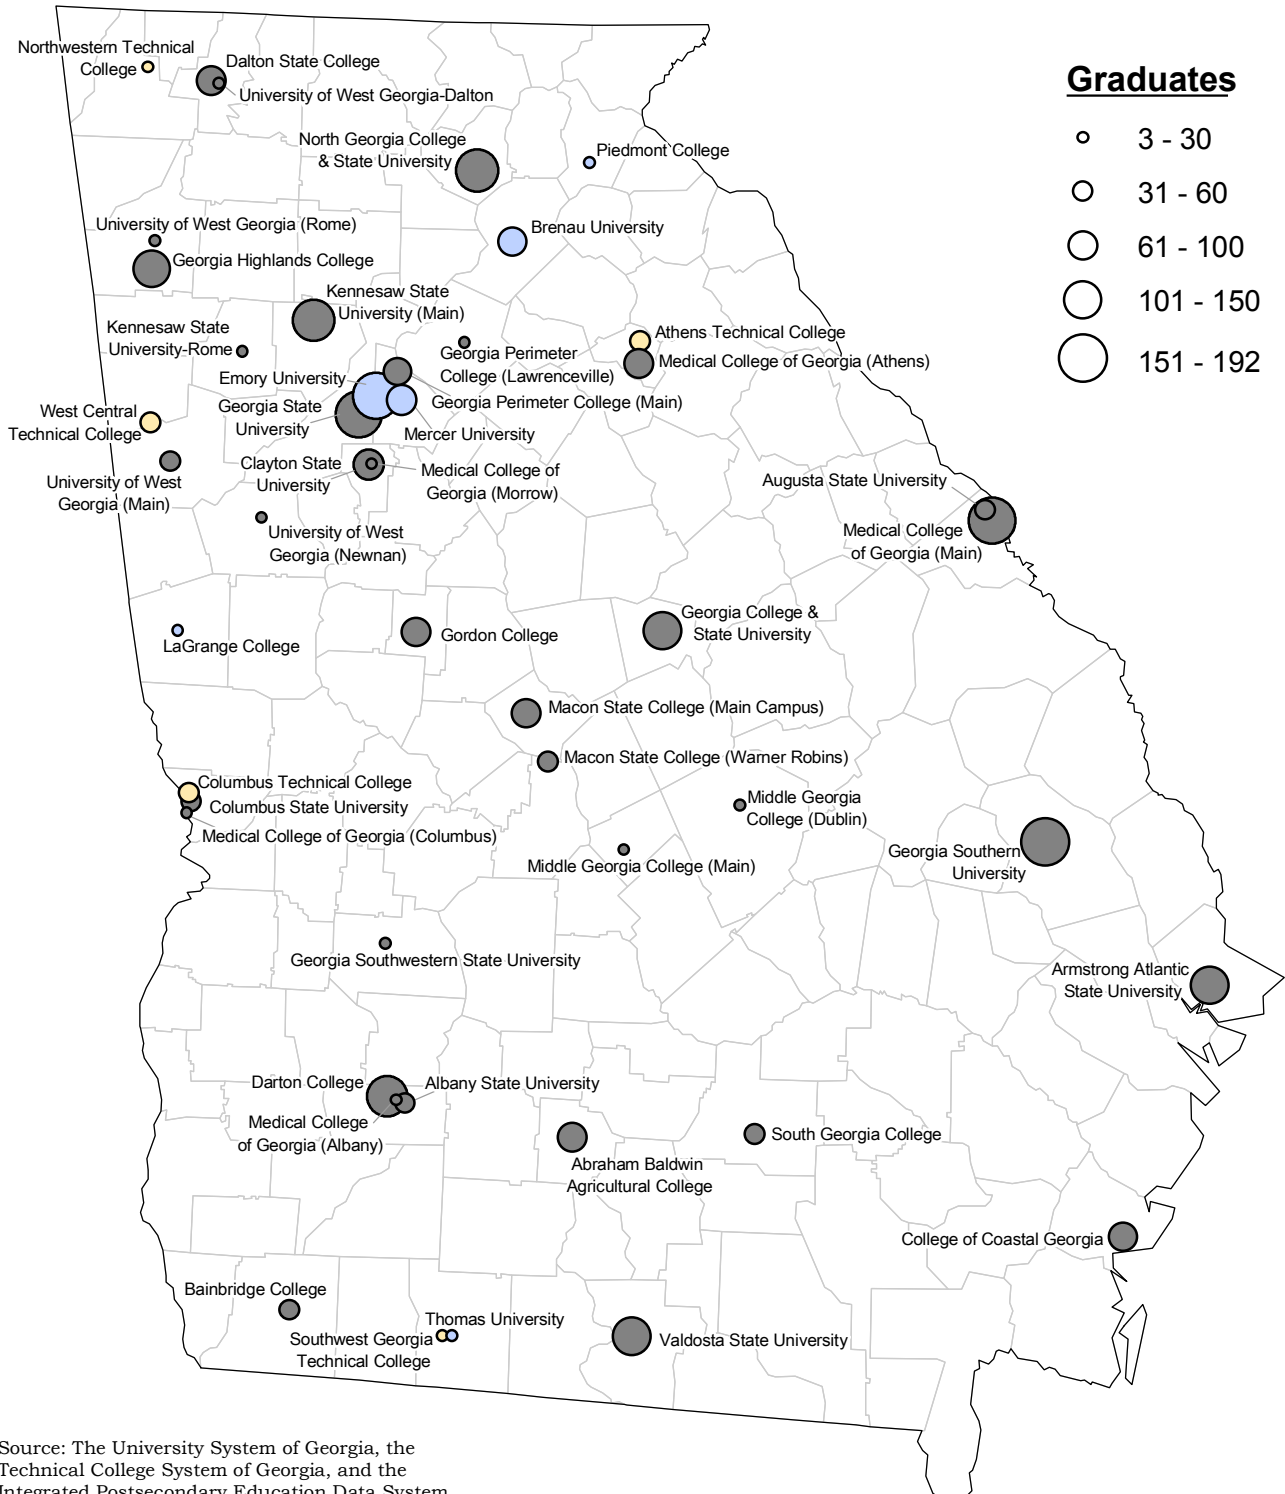 Northwestern Technical
College
Dalton State College
University of West Georgia-Dalton
North Georgia College
& State University
Piedmont College
Graduates
3 - 30
31 - 60
61 - 100
101 - 150
151 - 192
University of West Georgia (Rome)
Georgia Highlands College
Brenau University
Kennesaw State
University (Main)
Kennesaw State
University-Rome
Georgia Perimeter
College (Lawrenceville)
Athens Technical College
Medical College of Georgia (Athens)
Emory University
Georgia State
University
Georgia Perimeter College (Main)
Mercer University
West Central
Technical College
University of West
Georgia (Main)
Clayton State
University
Medical College of
Georgia (Morrow)
University of West
Georgia (Newnan)
Augusta State University
Medical College
of Georgia (Main)
LaGrange College
Gordon College
Georgia College &
State University
Macon State College (Main Campus)
Macon State College (Warner Robins)
Columbus Technical College
Columbus State University
Medical College of Georgia (Columbus)
Middle Georgia
College (Dublin)
Middle Georgia College (Main)
Georgia Southern
University
Georgia Southwestern State University
Armstrong Atlantic
State University
Darton College
Albany State University
Medical College
of Georgia (Albany)
Abraham Baldwin
Agricultural College
South Georgia College
College of Coastal Georgia
Bainbridge College
Thomas University
Southwest Georgia
Technical College
Valdosta State University
Source: The University System of Georgia, the
Technical College System of Georgia, and the
Integrated Postsecondary Education Data System